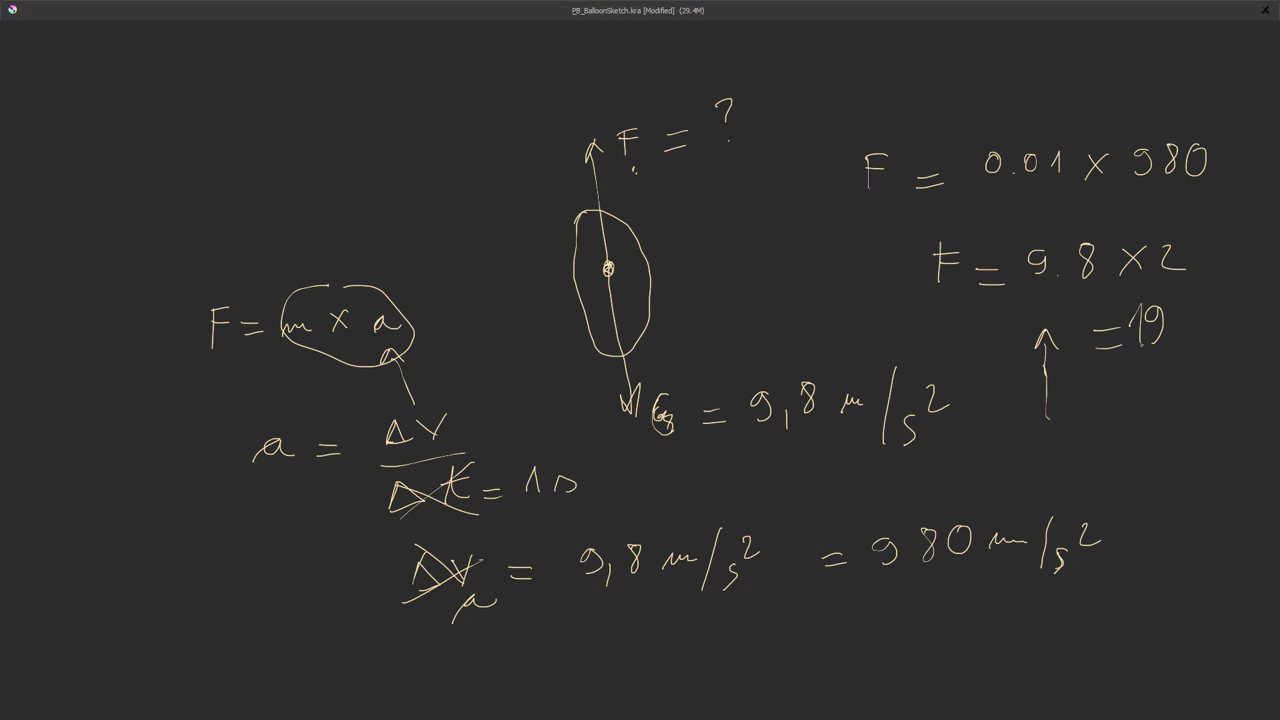 PB_BalloonSketch.kra [Modified] (29.4M)
F = ?
F = 0.01 × 980
F = 9.8 × 2
= 19
F = m × a
G = 9,8 m/s²
a = ΔV / Δt = 1s
ΔV a = 9,8 m/s² = 980 m/s²